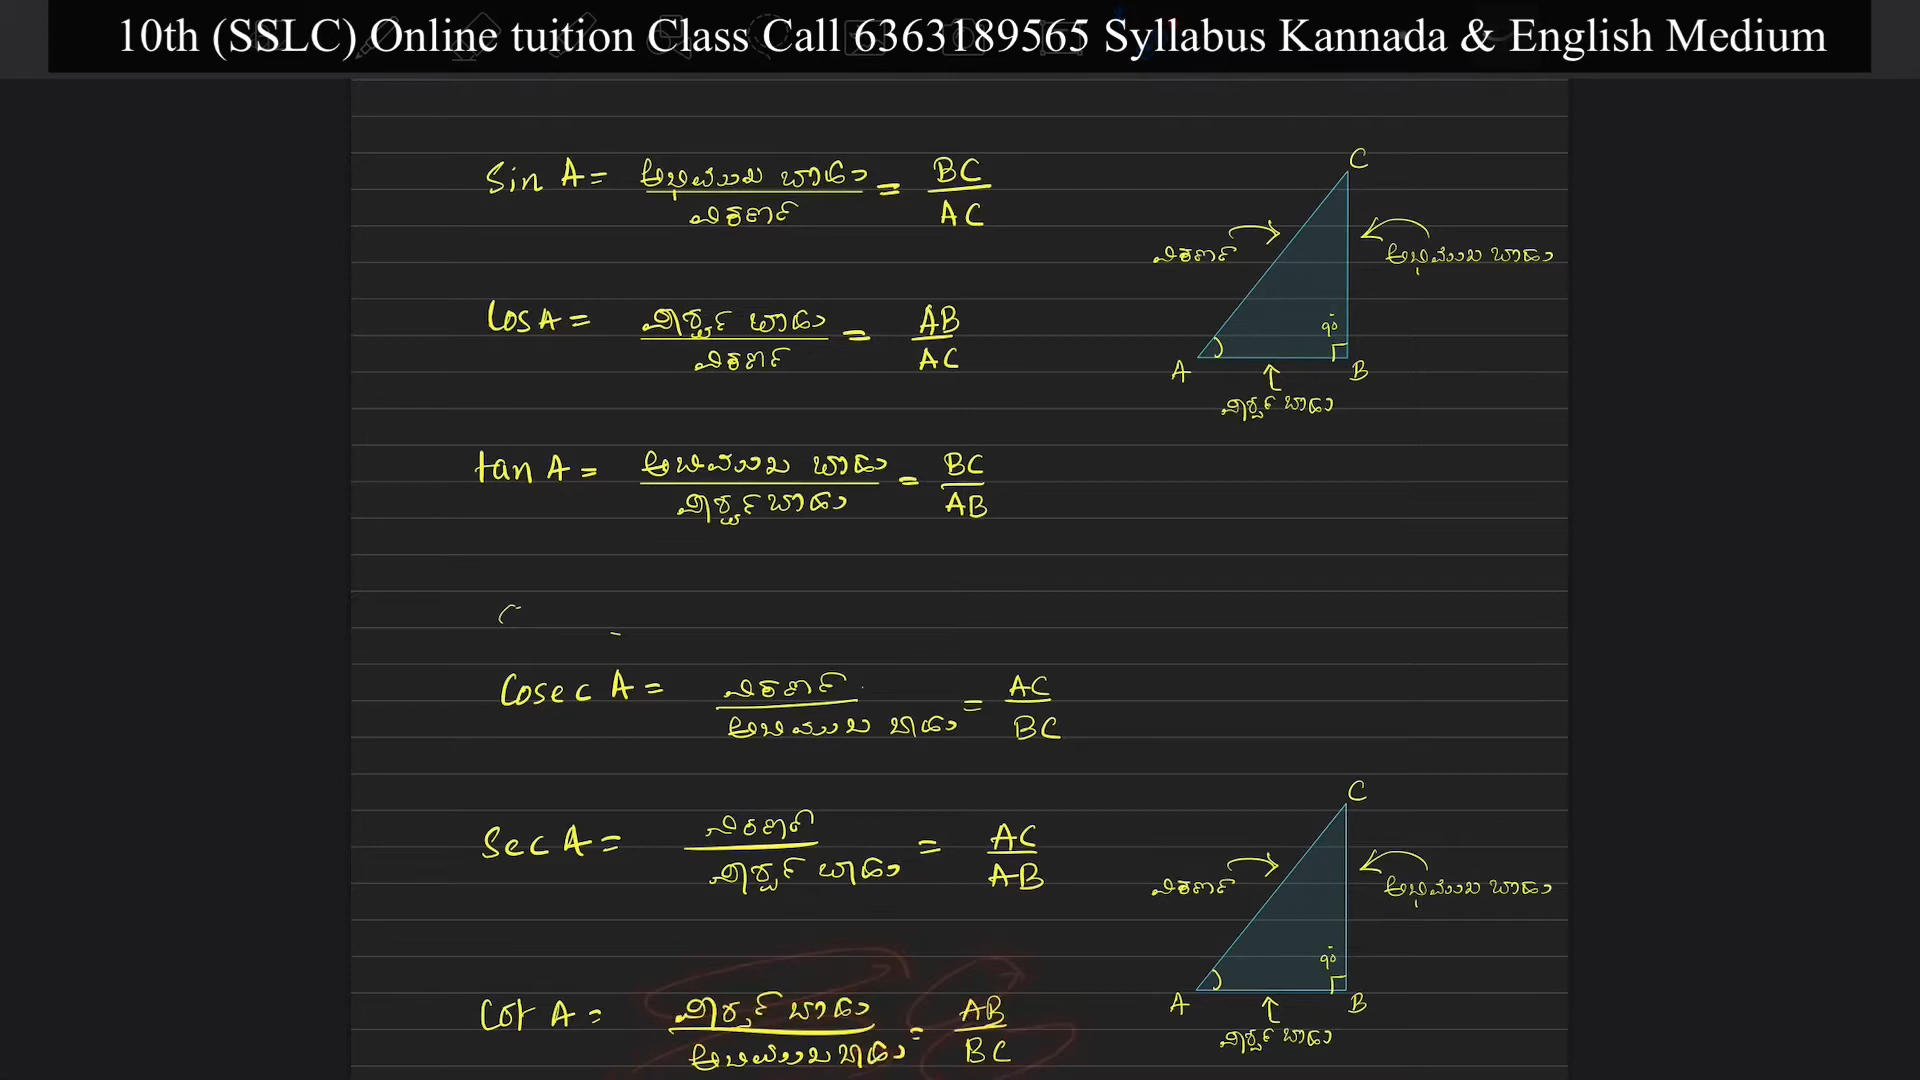 10th (SSLC) Online tuition Class Call 6363189565 Syllabus Kannada & English Medium
Sin A = ಅಭಿಮುಖ ಬಾಹು / ವಿಕರ್ಣ = BC / AC
Cos A = ಪಾರ್ಶ್ವ ಬಾಹು / ವಿಕರ್ಣ = AB / AC
tan A = ಅಭಿಮುಖ ಬಾಹು / ಪಾರ್ಶ್ವ ಬಾಹು = BC / AB
C
ವಿಕರ್ಣ
ಅಭಿಮುಖ ಬಾಹು
90°
A
B
ಪಾರ್ಶ್ವ ಬಾಹು
Cosec A = ವಿಕರ್ಣ / ಅಭಿಮುಖ ಬಾಹು = AC / BC
Sec A = ವಿಕರ್ಣ / ಪಾರ್ಶ್ವ ಬಾಹು = AC / AB
Cot A = ಪಾರ್ಶ್ವ ಬಾಹು / ಅಭಿಮುಖ ಬಾಹು = AB / BC
C
ವಿಕರ್ಣ
ಅಭಿಮುಖ ಬಾಹು
90°
A
B
ಪಾರ್ಶ್ವ ಬಾಹು